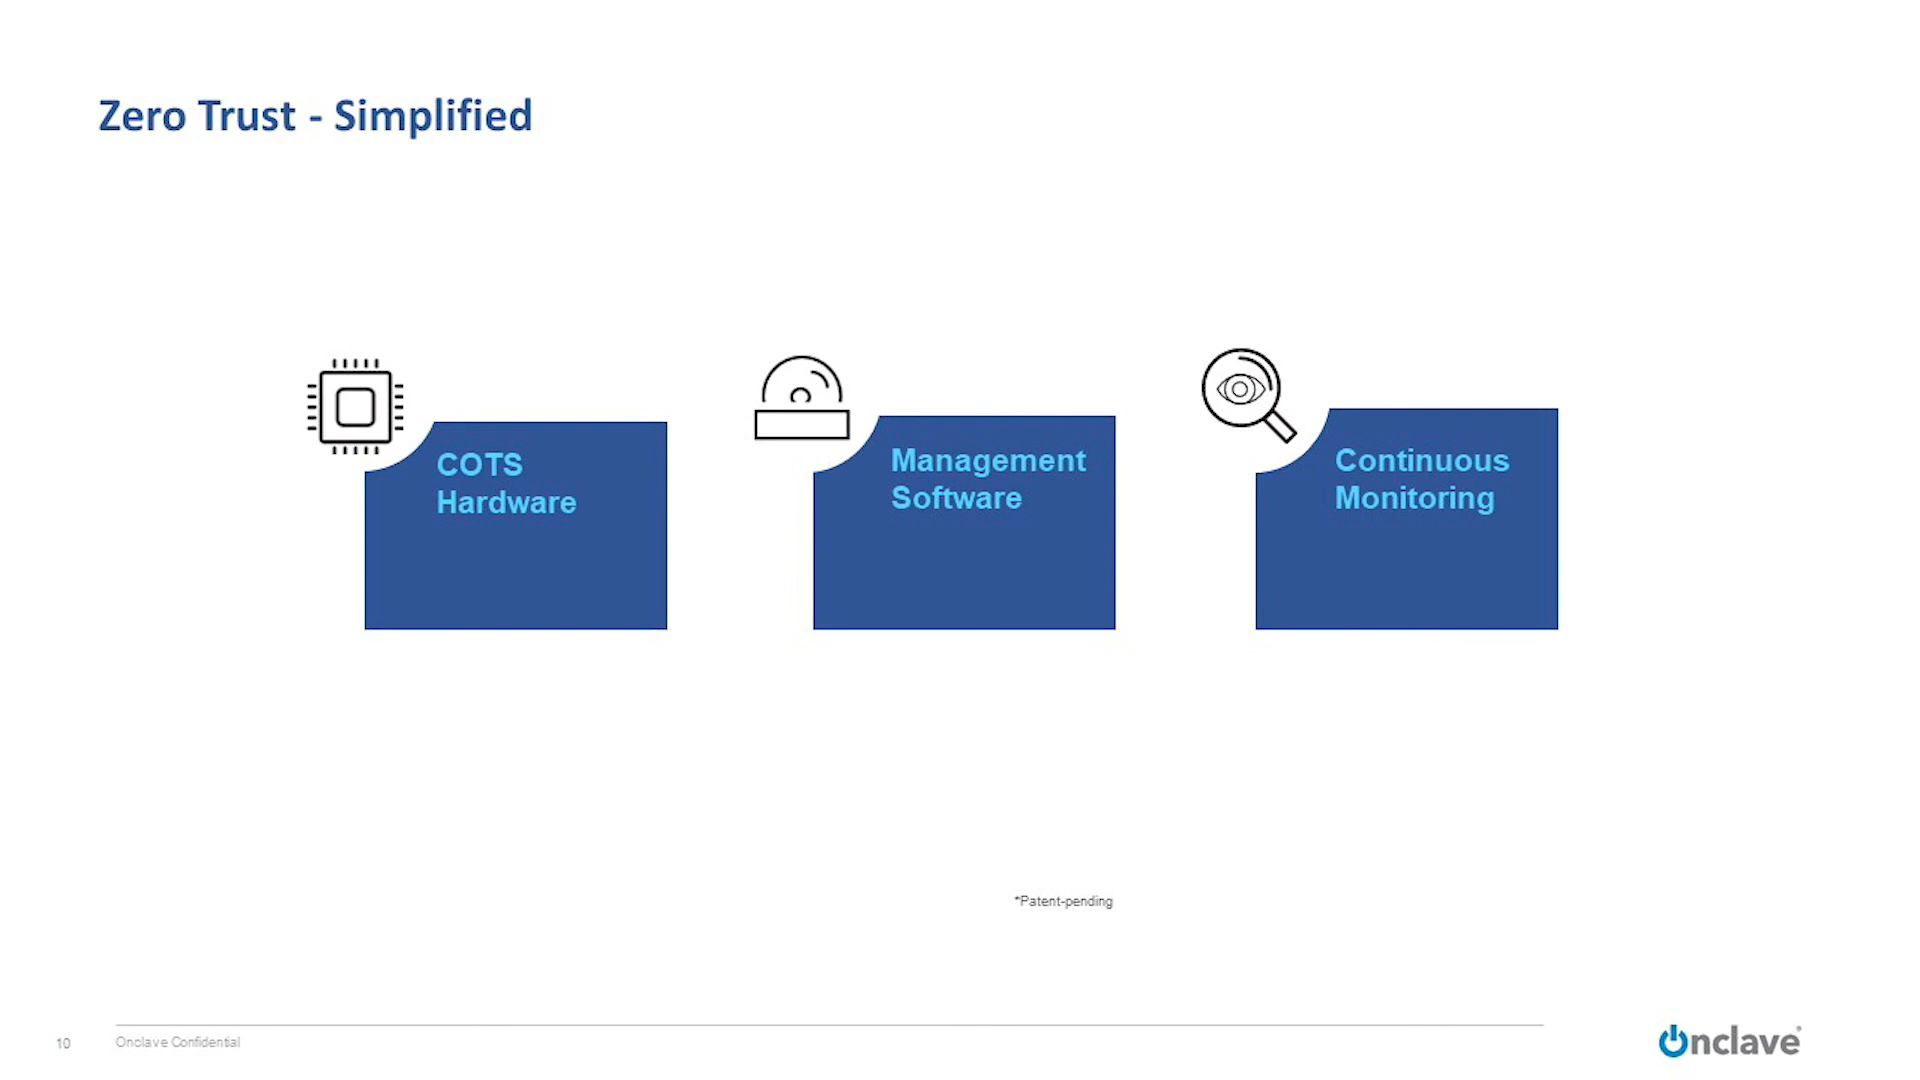 Zero Trust - Simplified
COTS
Hardware
Management
Software
Continuous
Monitoring
*Patent-pending
10
Onclave Confidential
Onclave®